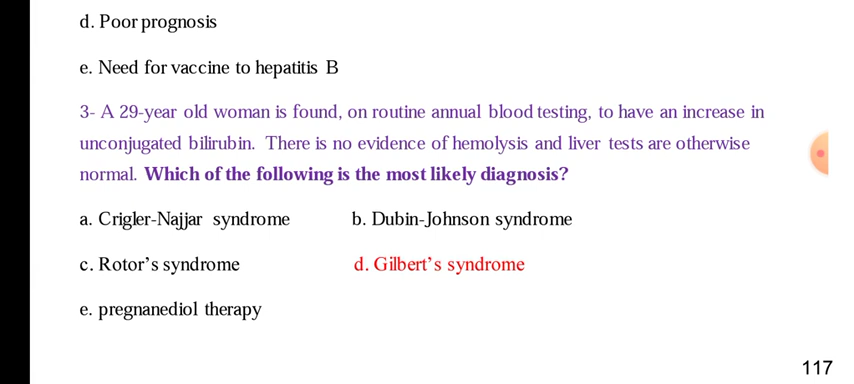 d. Poor prognosis
e. Need for vaccine to hepatitis B
3- A 29-year old woman is found, on routine annual blood testing, to have an increase in
unconjugated bilirubin. There is no evidence of hemolysis and liver tests are otherwise
normal. Which of the following is the most likely diagnosis?
a. Crigler-Najjar syndrome b. Dubin-Johnson syndrome
c. Rotor's syndrome d. Gilbert's syndrome
e. pregnanediol therapy
117